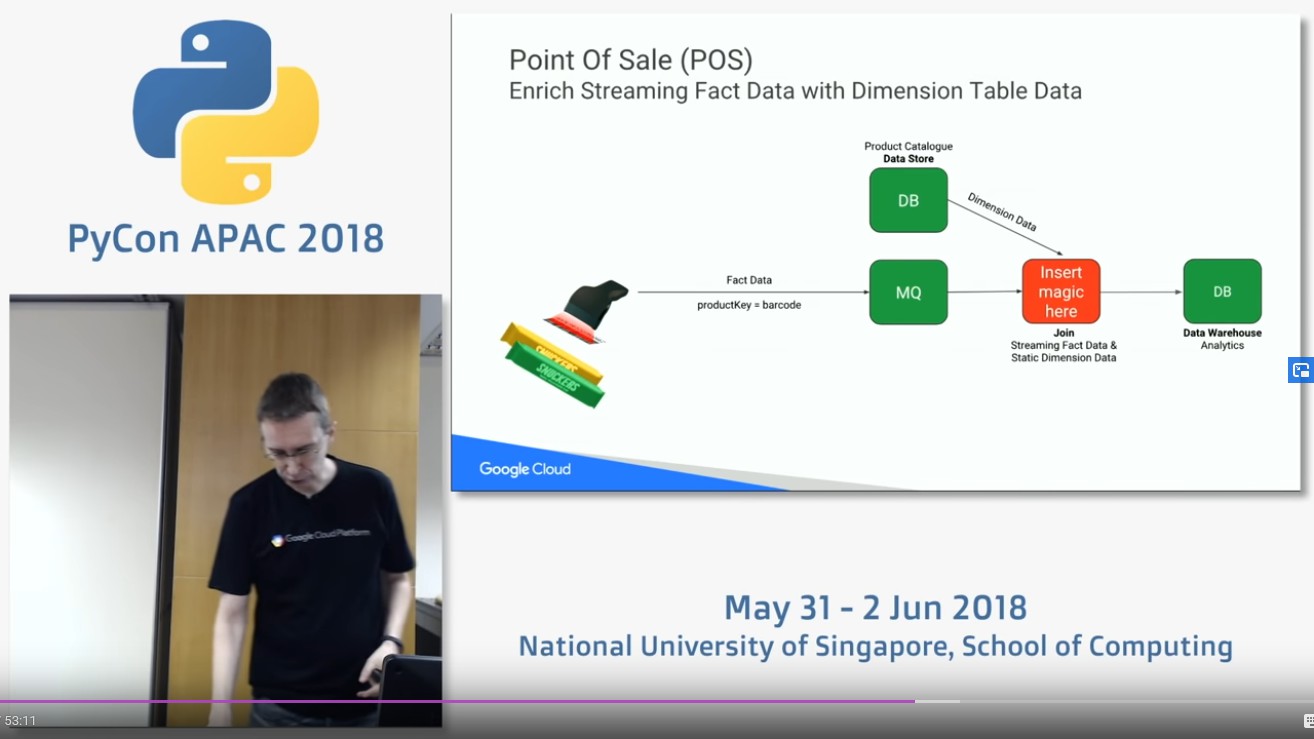 PyCon APAC 2018
Point Of Sale (POS)
Enrich Streaming Fact Data with Dimension Table Data
Product Catalogue
Data Store
DB
Dimension Data
Fact Data
productKey = barcode
MQ
Insert
magic
here
Join
Streaming Fact Data &
Static Dimension Data
DB
Data Warehouse
Analytics
SNICKERS
Google Cloud
Google Cloud Platform
May 31 - 2 Jun 2018
National University of Singapore, School of Computing
53:11